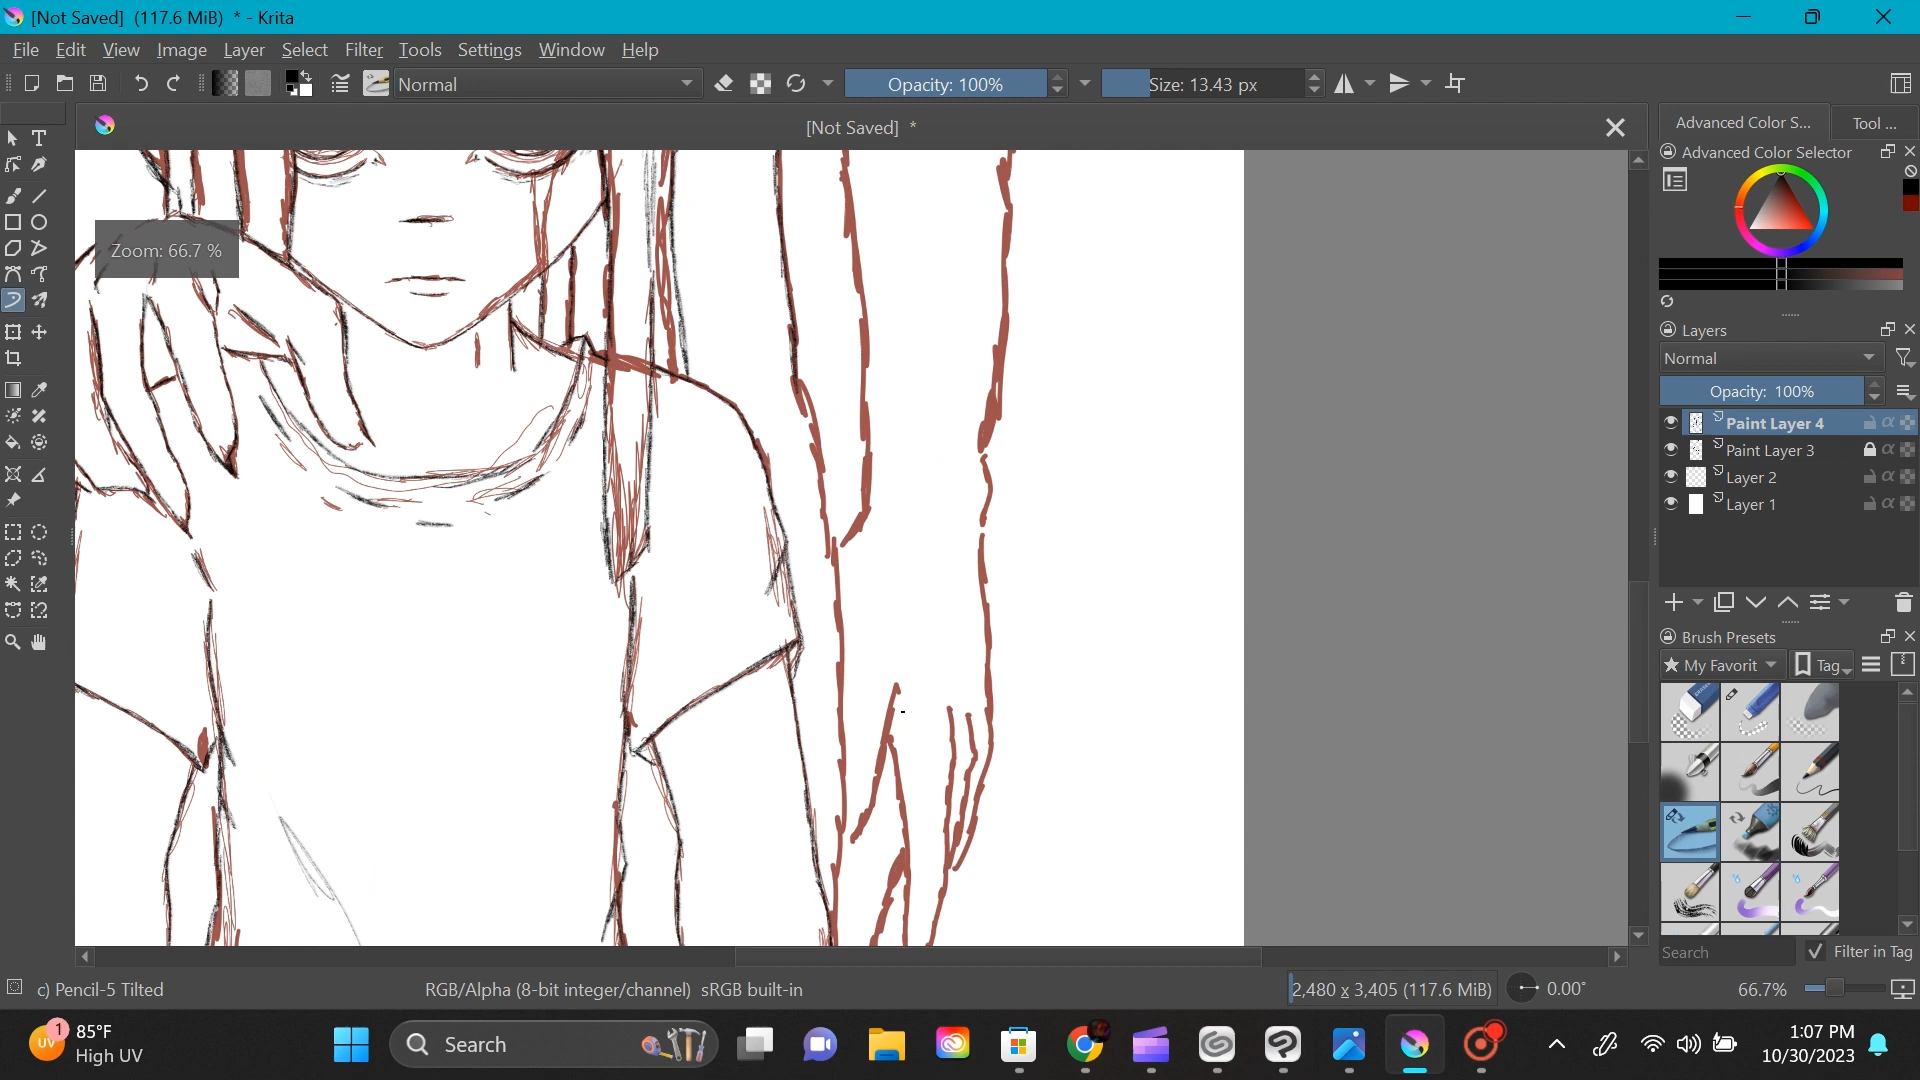 [Not Saved] (117.6 MiB) * - Krita
File Edit View Image Layer Select Filter Tools Settings Window Help
Normal
Opacity: 100%
Size: 13.43 px
[Not Saved] *
Advanced Color S...
Tool ...
Advanced Color Selector
Zoom: 66.7 %
Layers
Normal
Opacity: 100%
Paint Layer 4
Paint Layer 3
Layer 2
Layer 1
Brush Presets
My Favorit
Tag
Search
Filter in Tag
c) Pencil-5 Tilted
RGB/Alpha (8-bit integer/channel) sRGB built-in
2,480 x 3,405 (117.6 MiB)
0.00°
66.7%
UV
1
85°F
High UV
Search
1:07 PM
10/30/2023